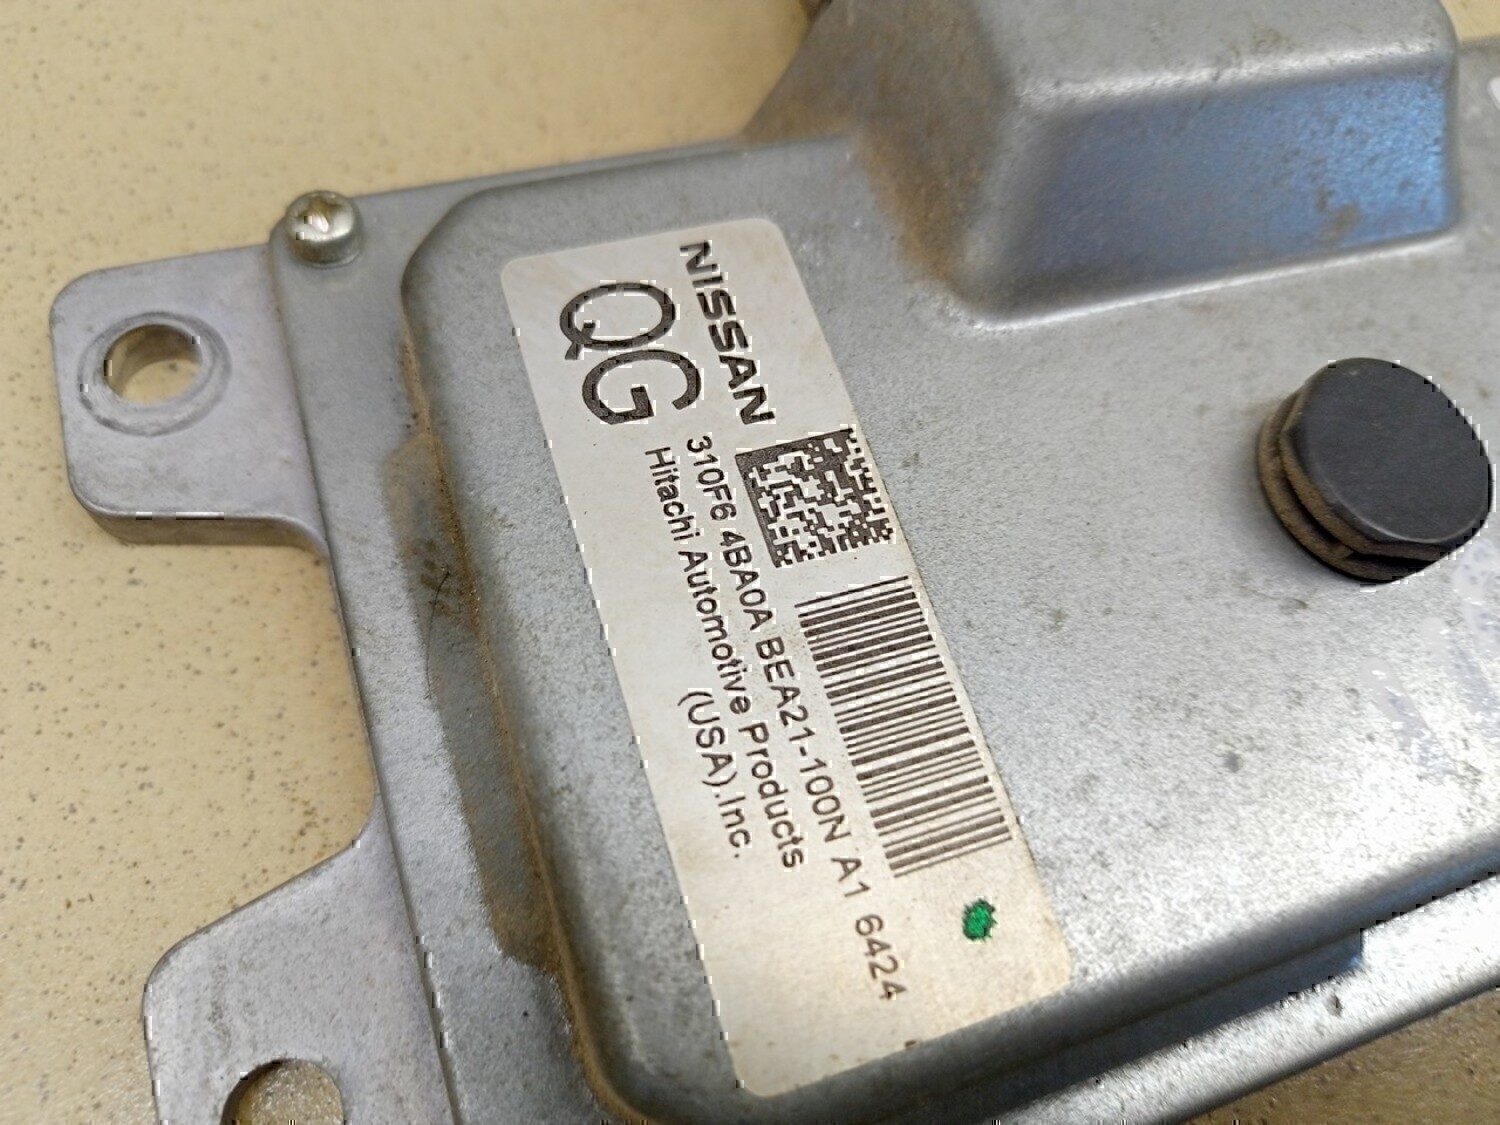 NISSAN
QG
310F6 4BA0A BEA21-100N A1 6424
Hitachi Automotive Products
(USA).Inc.